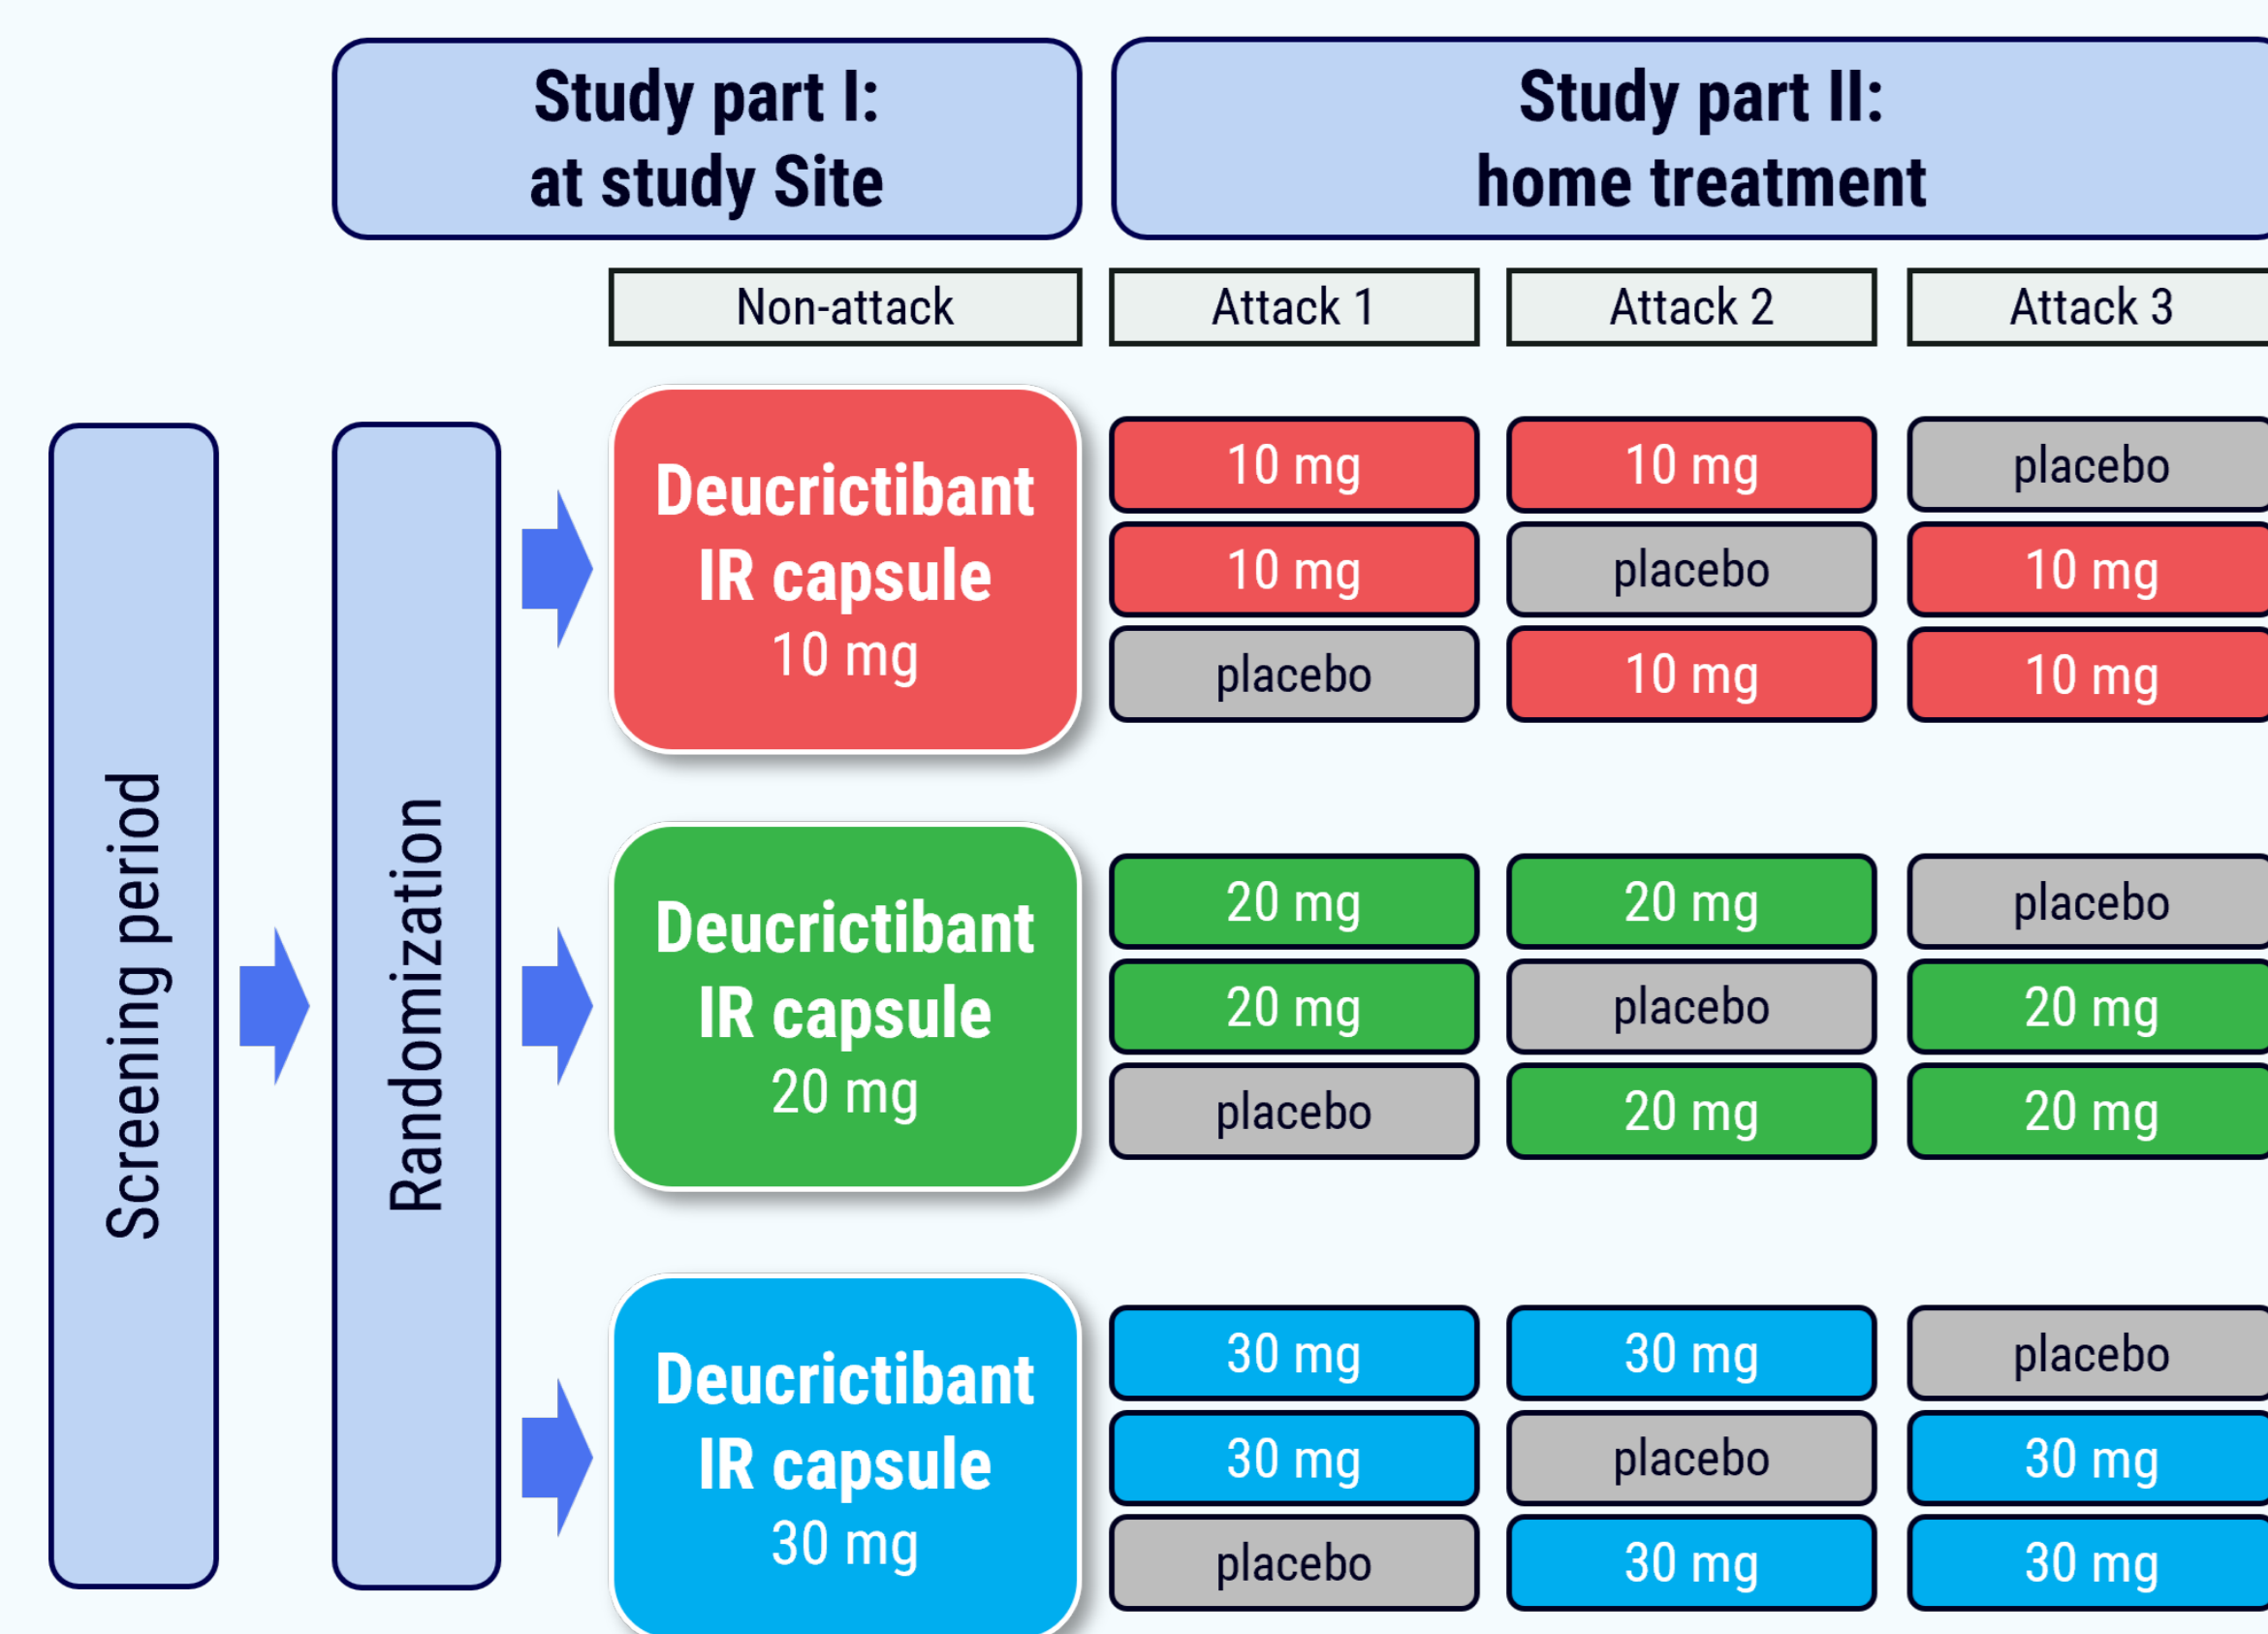 Study part I:
at study Site
Study part II:
home treatment
Non-attack
Attack 1
Attack 2
Attack 3
Screening period
Randomization
Deucrictibant
IR capsule
10 mg
10 mg
10 mg
placebo
10 mg
placebo
10 mg
placebo
10 mg
10 mg
Deucrictibant
IR capsule
20 mg
20 mg
20 mg
placebo
20 mg
placebo
20 mg
placebo
20 mg
20 mg
Deucrictibant
IR capsule
30 mg
30 mg
30 mg
placebo
30 mg
placebo
30 mg
placebo
30 mg
30 mg